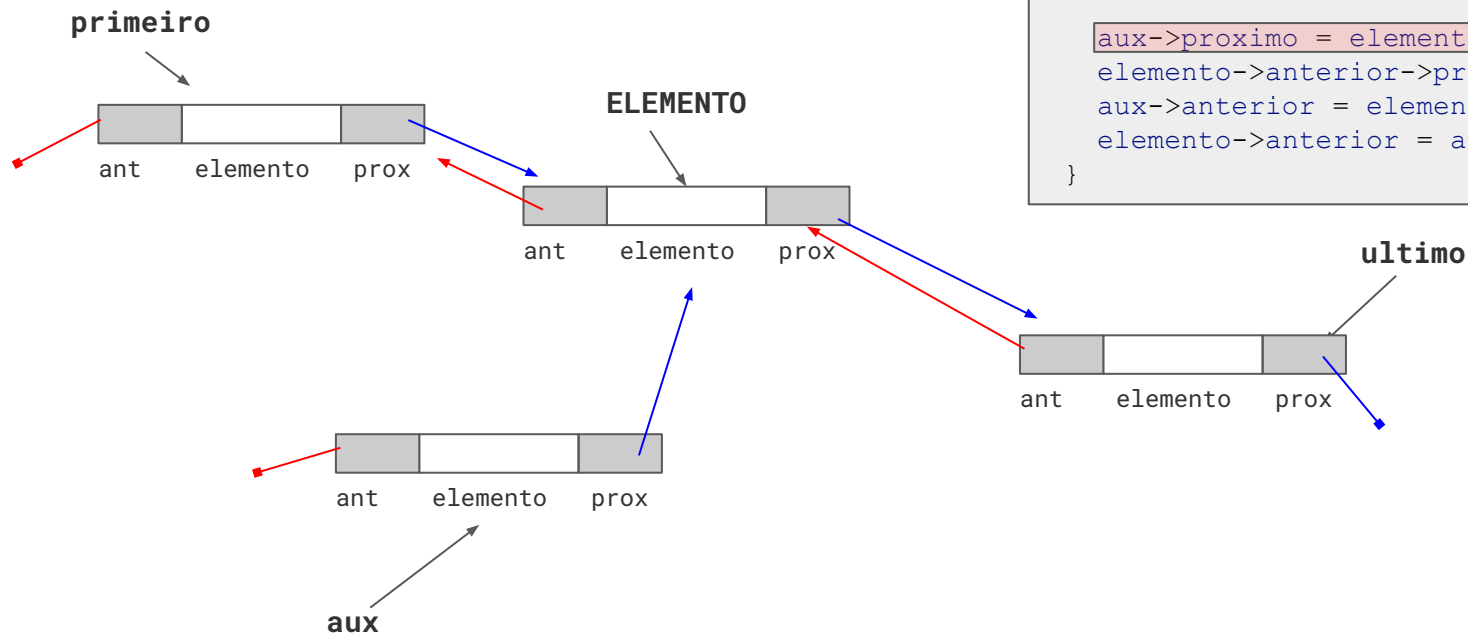 primeiro
aux->proximo = element
elemento->anterior->pr
aux->anterior = elemen
elemento->anterior = a
}
ELEMENTO
ant elemento prox
ant elemento prox
ultimo
ant elemento prox
ant elemento prox
aux